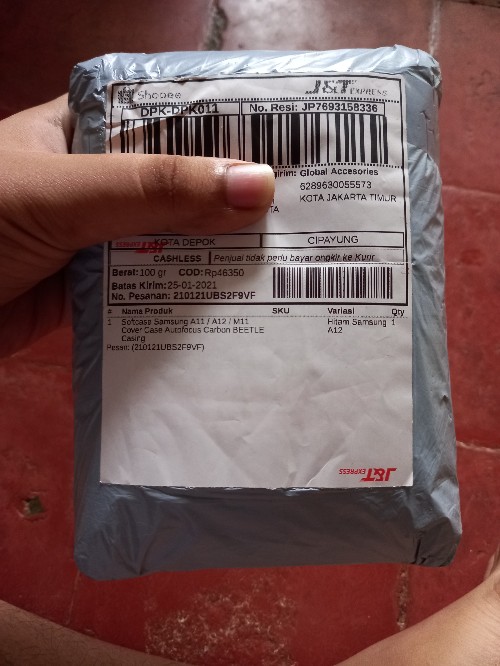 Shopee J&T EXPRESS
DPK-DPK011 No. Resi: JP7693158336
girim: Global Accesories
6289630055573
KOTA JAKARTA TIMUR
TA
KOTA DEPOK CIPAYUNG
CASHLESS Penjual tidak perlu bayar ongkir ke Kurir
Berat: 100 gr COD: Rp46350
Batas Kirim: 25-01-2021
No. Pesanan: 210121UBS2F9VF
# Nama Produk SKU Variasi Qty
1 Softcase Samsung A11 / A12 / M11 Hitam Samsung 1
Cover Case Autofocus Carbon BEETLE A12
Casing
Pesan: (210121UBS2F9VF)
J&T EXPRESS